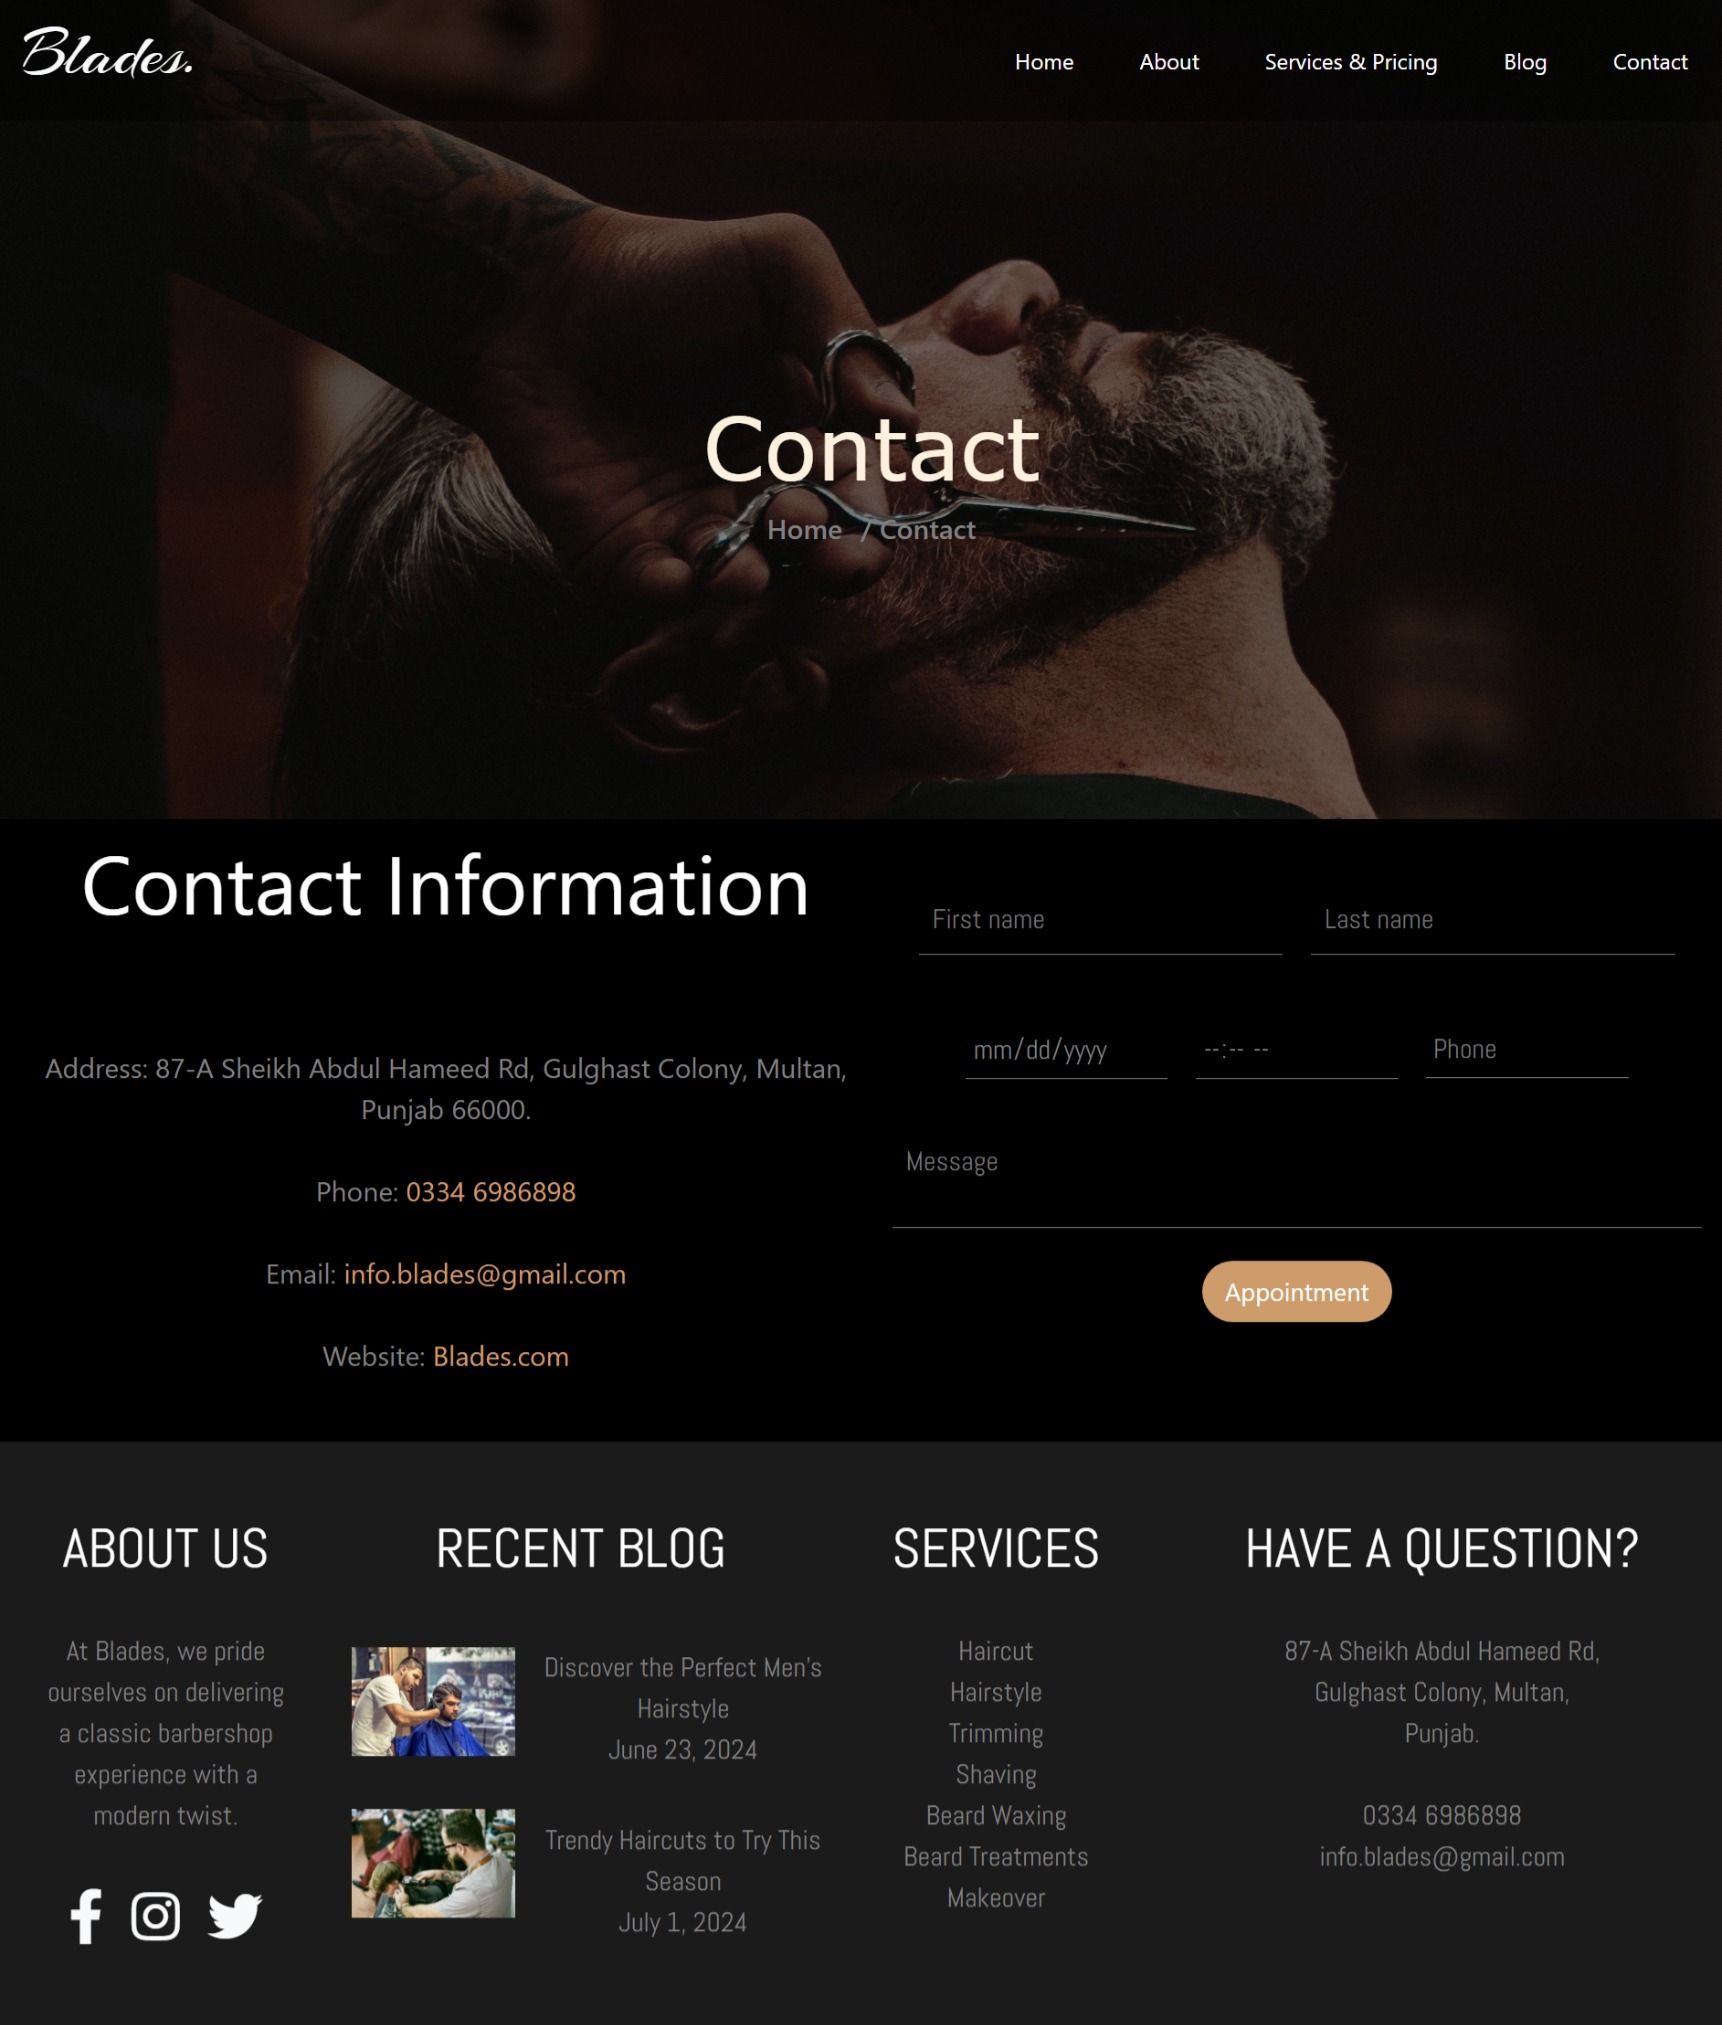 Blades.
Home
About
Services & Pricing
Blog
Contact
Contact
Home / Contact
Contact Information
Address: 87-A Sheikh Abdul Hameed Rd, Gulghast Colony, Multan,
Punjab 66000.
Phone: 0334 6986898
Email: info.blades@gmail.com
Website: Blades.com
First name
Last name
mm/dd/yyyy
--:-- --
Phone
Message
Appointment
ABOUT US
At Blades, we pride
ourselves on delivering
a classic barbershop
experience with a
modern twist.
RECENT BLOG
Discover the Perfect Men's
Hairstyle
June 23, 2024
Trendy Haircuts to Try This
Season
July 1, 2024
SERVICES
Haircut
Hairstyle
Trimming
Shaving
Beard Waxing
Beard Treatments
Makeover
HAVE A QUESTION?
87-A Sheikh Abdul Hameed Rd,
Gulghast Colony, Multan,
Punjab.
0334 6986898
info.blades@gmail.com